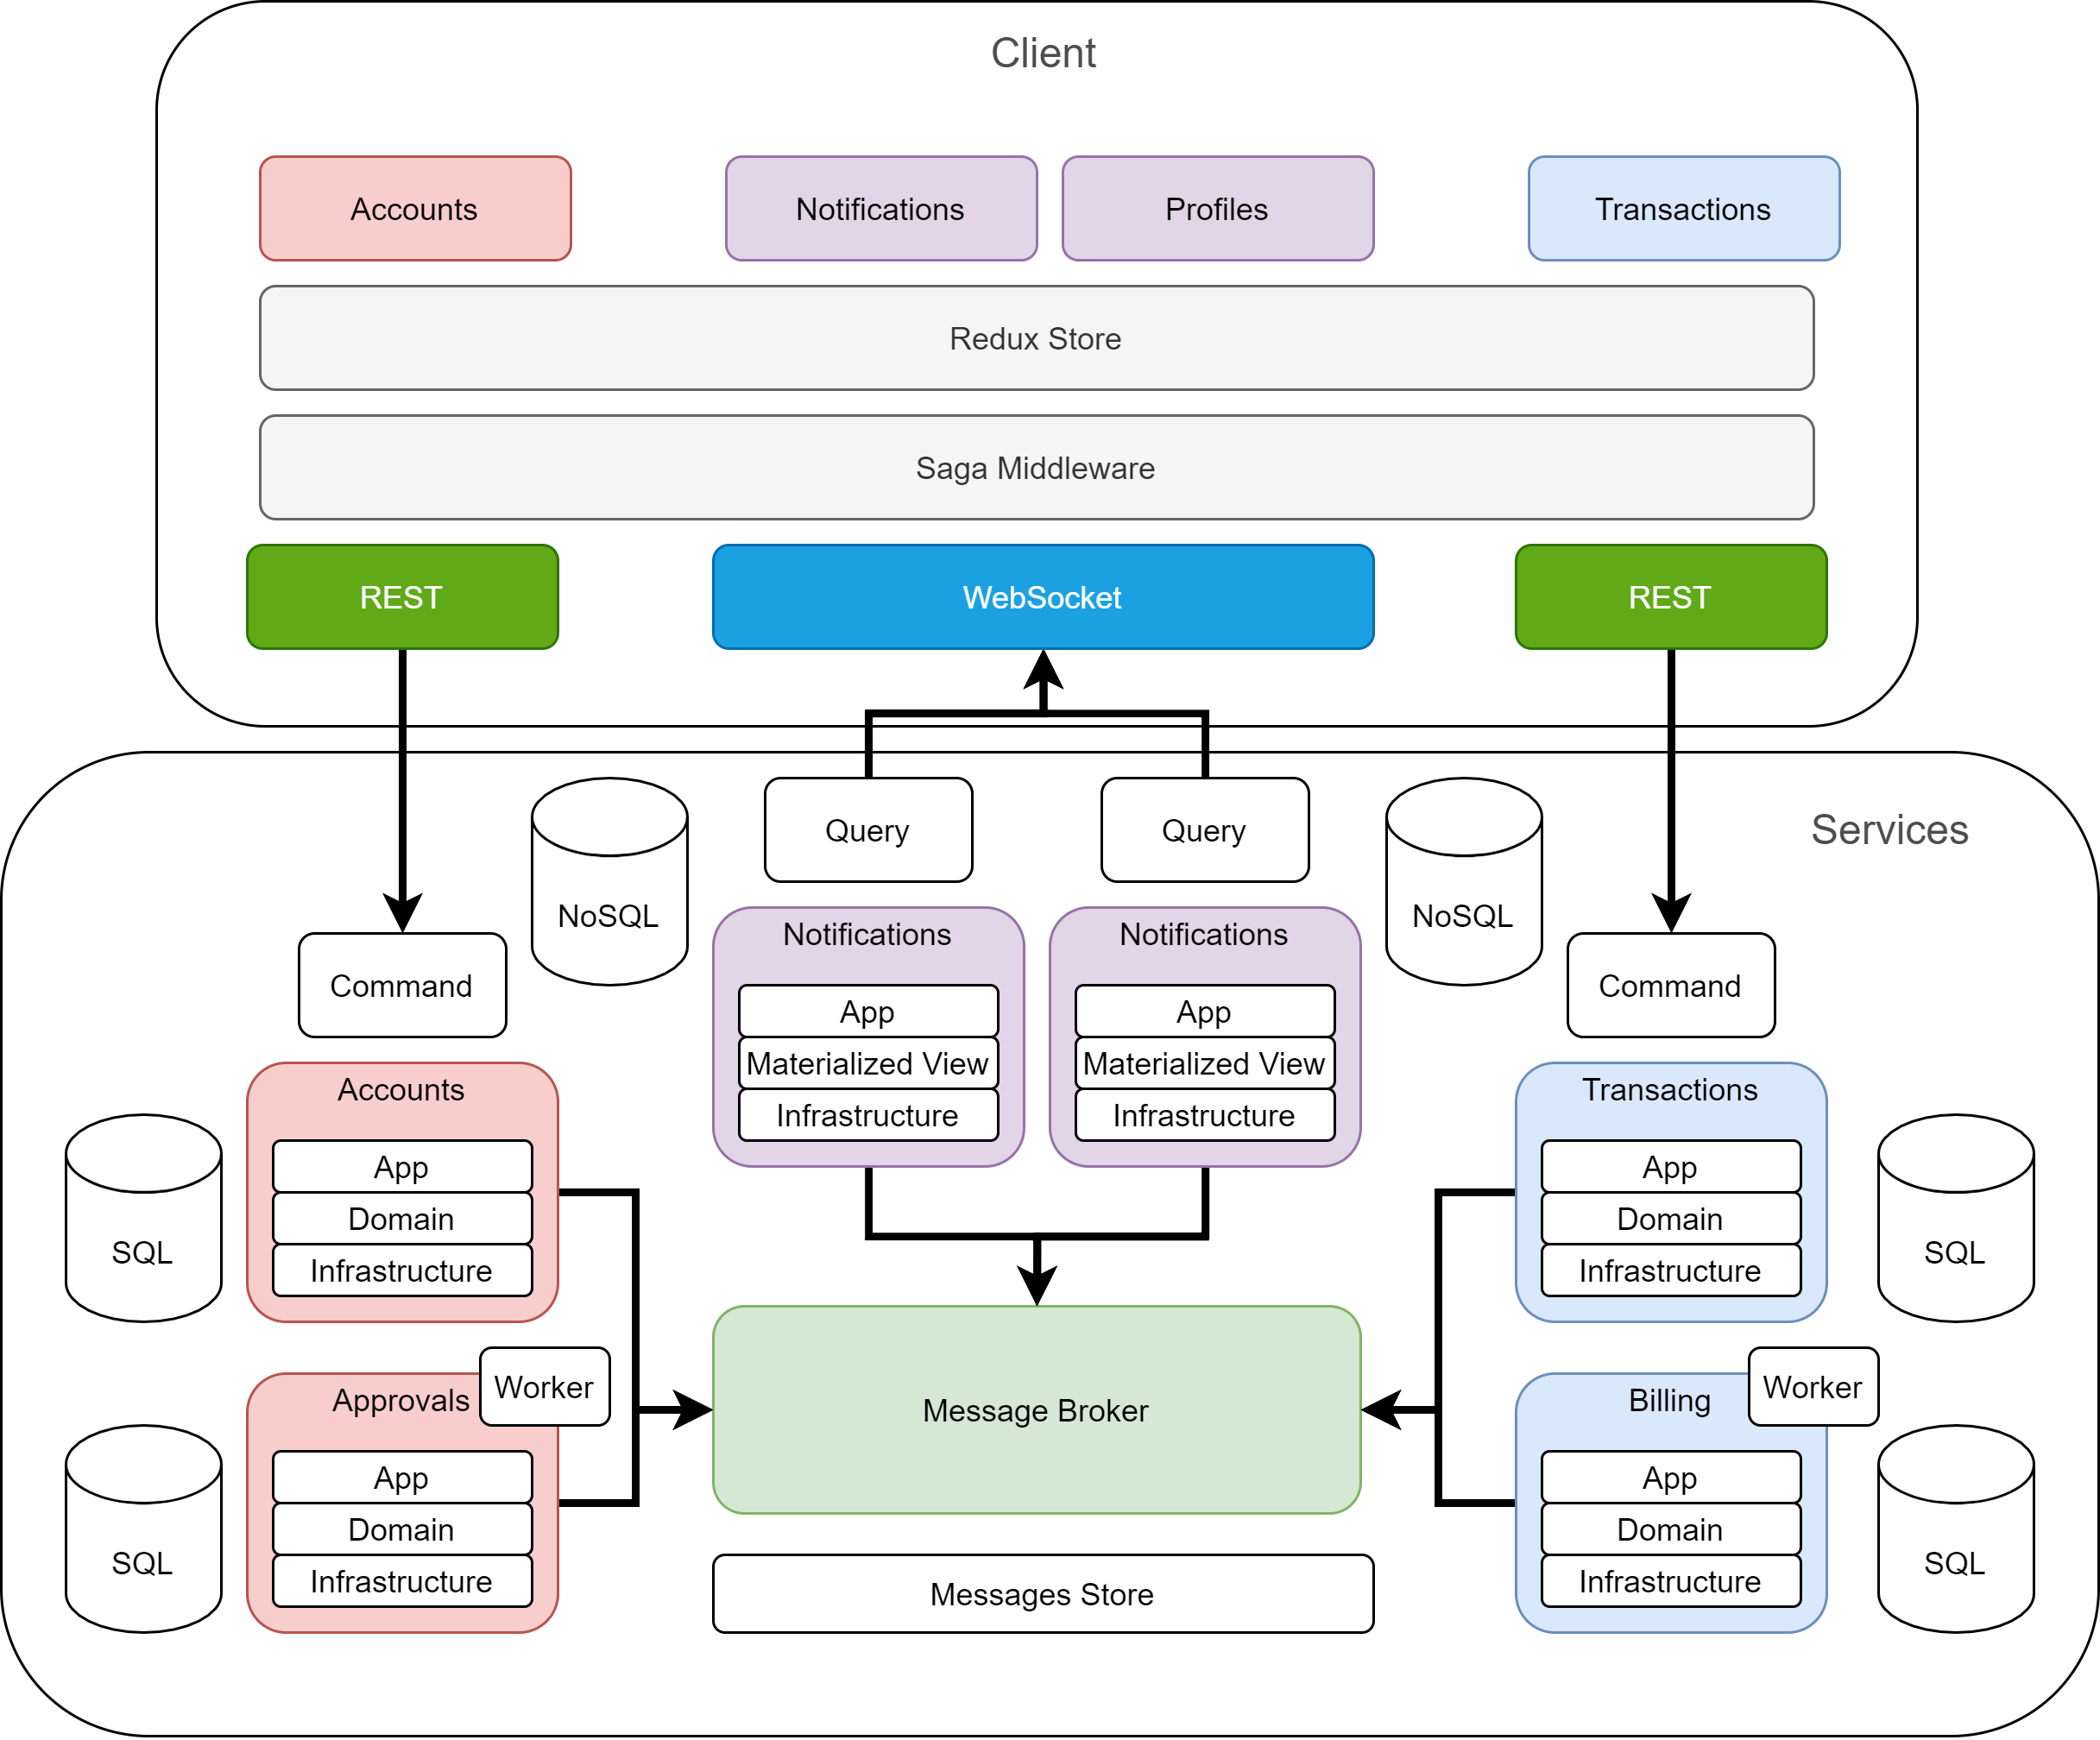 Client
Accounts
Notifications
Profiles
Transactions
Redux Store
Saga Middleware
REST
WebSocket
REST
Services
Query
Query
NoSQL
NoSQL
Command
Command
Notifications
App
Materialized View
Infrastructure
Notifications
App
Materialized View
Infrastructure
Accounts
App
Domain
Infrastructure
SQL
Transactions
App
Domain
Infrastructure
SQL
Approvals
Worker
App
Domain
Infrastructure
SQL
Message Broker
Messages Store
Billing
Worker
App
Domain
Infrastructure
SQL